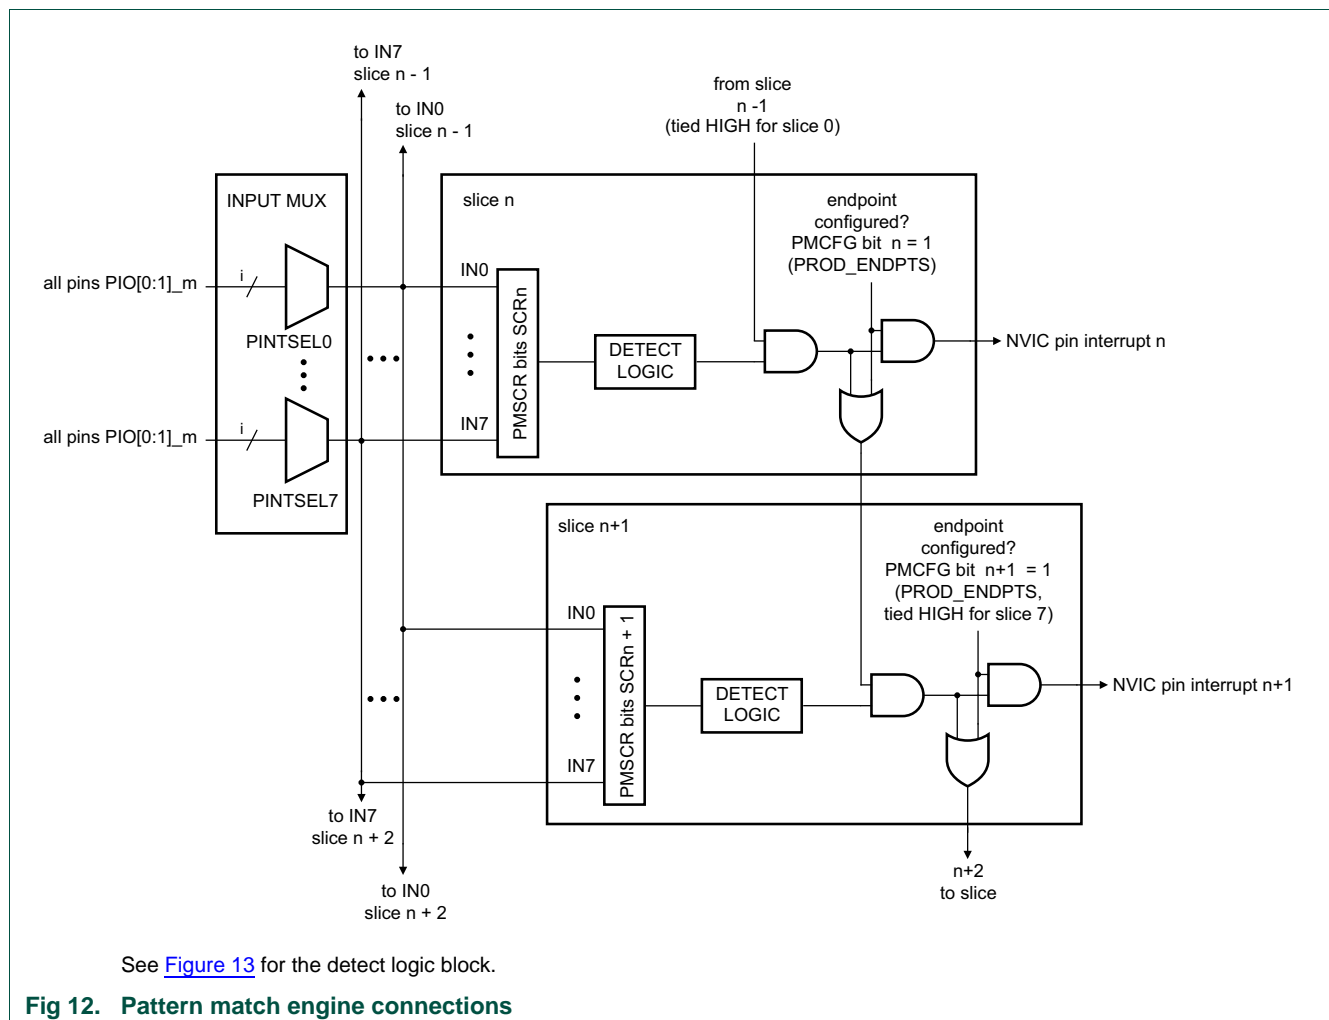 to IN7
slice n - 1
to IN0
slice n - 1
from slice
n -1
(tied HIGH for slice 0)
INPUT MUX
slice n
endpoint
configured?
PMCFG bit n = 1
(PROD_ENDPTS)
all pins PIO[0:1]_m
i
IN0
PINTSEL0
PMSCR bits SCRn
DETECT
LOGIC
NVIC pin interrupt n
all pins PIO[0:1]_m
i
IN7
PINTSEL7
slice n+1
endpoint
configured?
PMCFG bit n+1 = 1
(PROD_ENDPTS,
tied HIGH for slice 7)
IN0
PMSCR bits SCRn + 1
DETECT
LOGIC
NVIC pin interrupt n+1
IN7
to IN7
slice n + 2
to IN0
slice n + 2
n+2
to slice
See Figure 13 for the detect logic block.
Fig 12. Pattern match engine connections